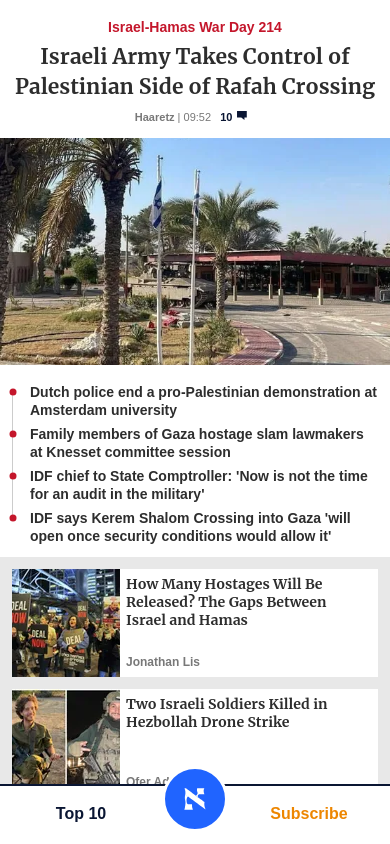 Israel-Hamas War Day 214
Israeli Army Takes Control of
Palestinian Side of Rafah Crossing
Haaretz | 09:52 10
Dutch police end a pro-Palestinian demonstration at
Amsterdam university
Family members of Gaza hostage slam lawmakers
at Knesset committee session
IDF chief to State Comptroller: 'Now is not the time
for an audit in the military'
IDF says Kerem Shalom Crossing into Gaza 'will
open once security conditions would allow it'
DEAL
NOW
DEAL
NOW
DEAL
How Many Hostages Will Be
Released? The Gaps Between
Israel and Hamas
Jonathan Lis
Two Israeli Soldiers Killed in
Hezbollah Drone Strike
Ofer
Top 10
א
Subscribe